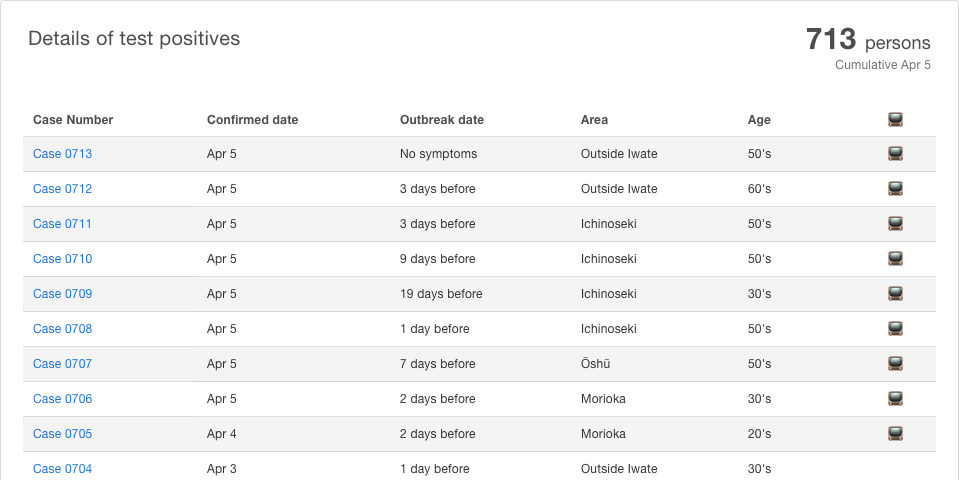 Details of test positives
713 persons
Cumulative Apr 5
Case Number Confirmed date Outbreak date Area Age
Case 0713 Apr 5 No symptoms Outside Iwate 50's
Case 0712 Apr 5 3 days before Outside Iwate 60's
Case 0711 Apr 5 3 days before Ichinoseki 50's
Case 0710 Apr 5 9 days before Ichinoseki 50's
Case 0709 Apr 5 19 days before Ichinoseki 30's
Case 0708 Apr 5 1 day before Ichinoseki 50's
Case 0707 Apr 5 7 days before Ōshū 50's
Case 0706 Apr 5 2 days before Morioka 30's
Case 0705 Apr 4 2 days before Morioka 20's
Case 0704 Apr 3 1 day before Outside Iwate 30's